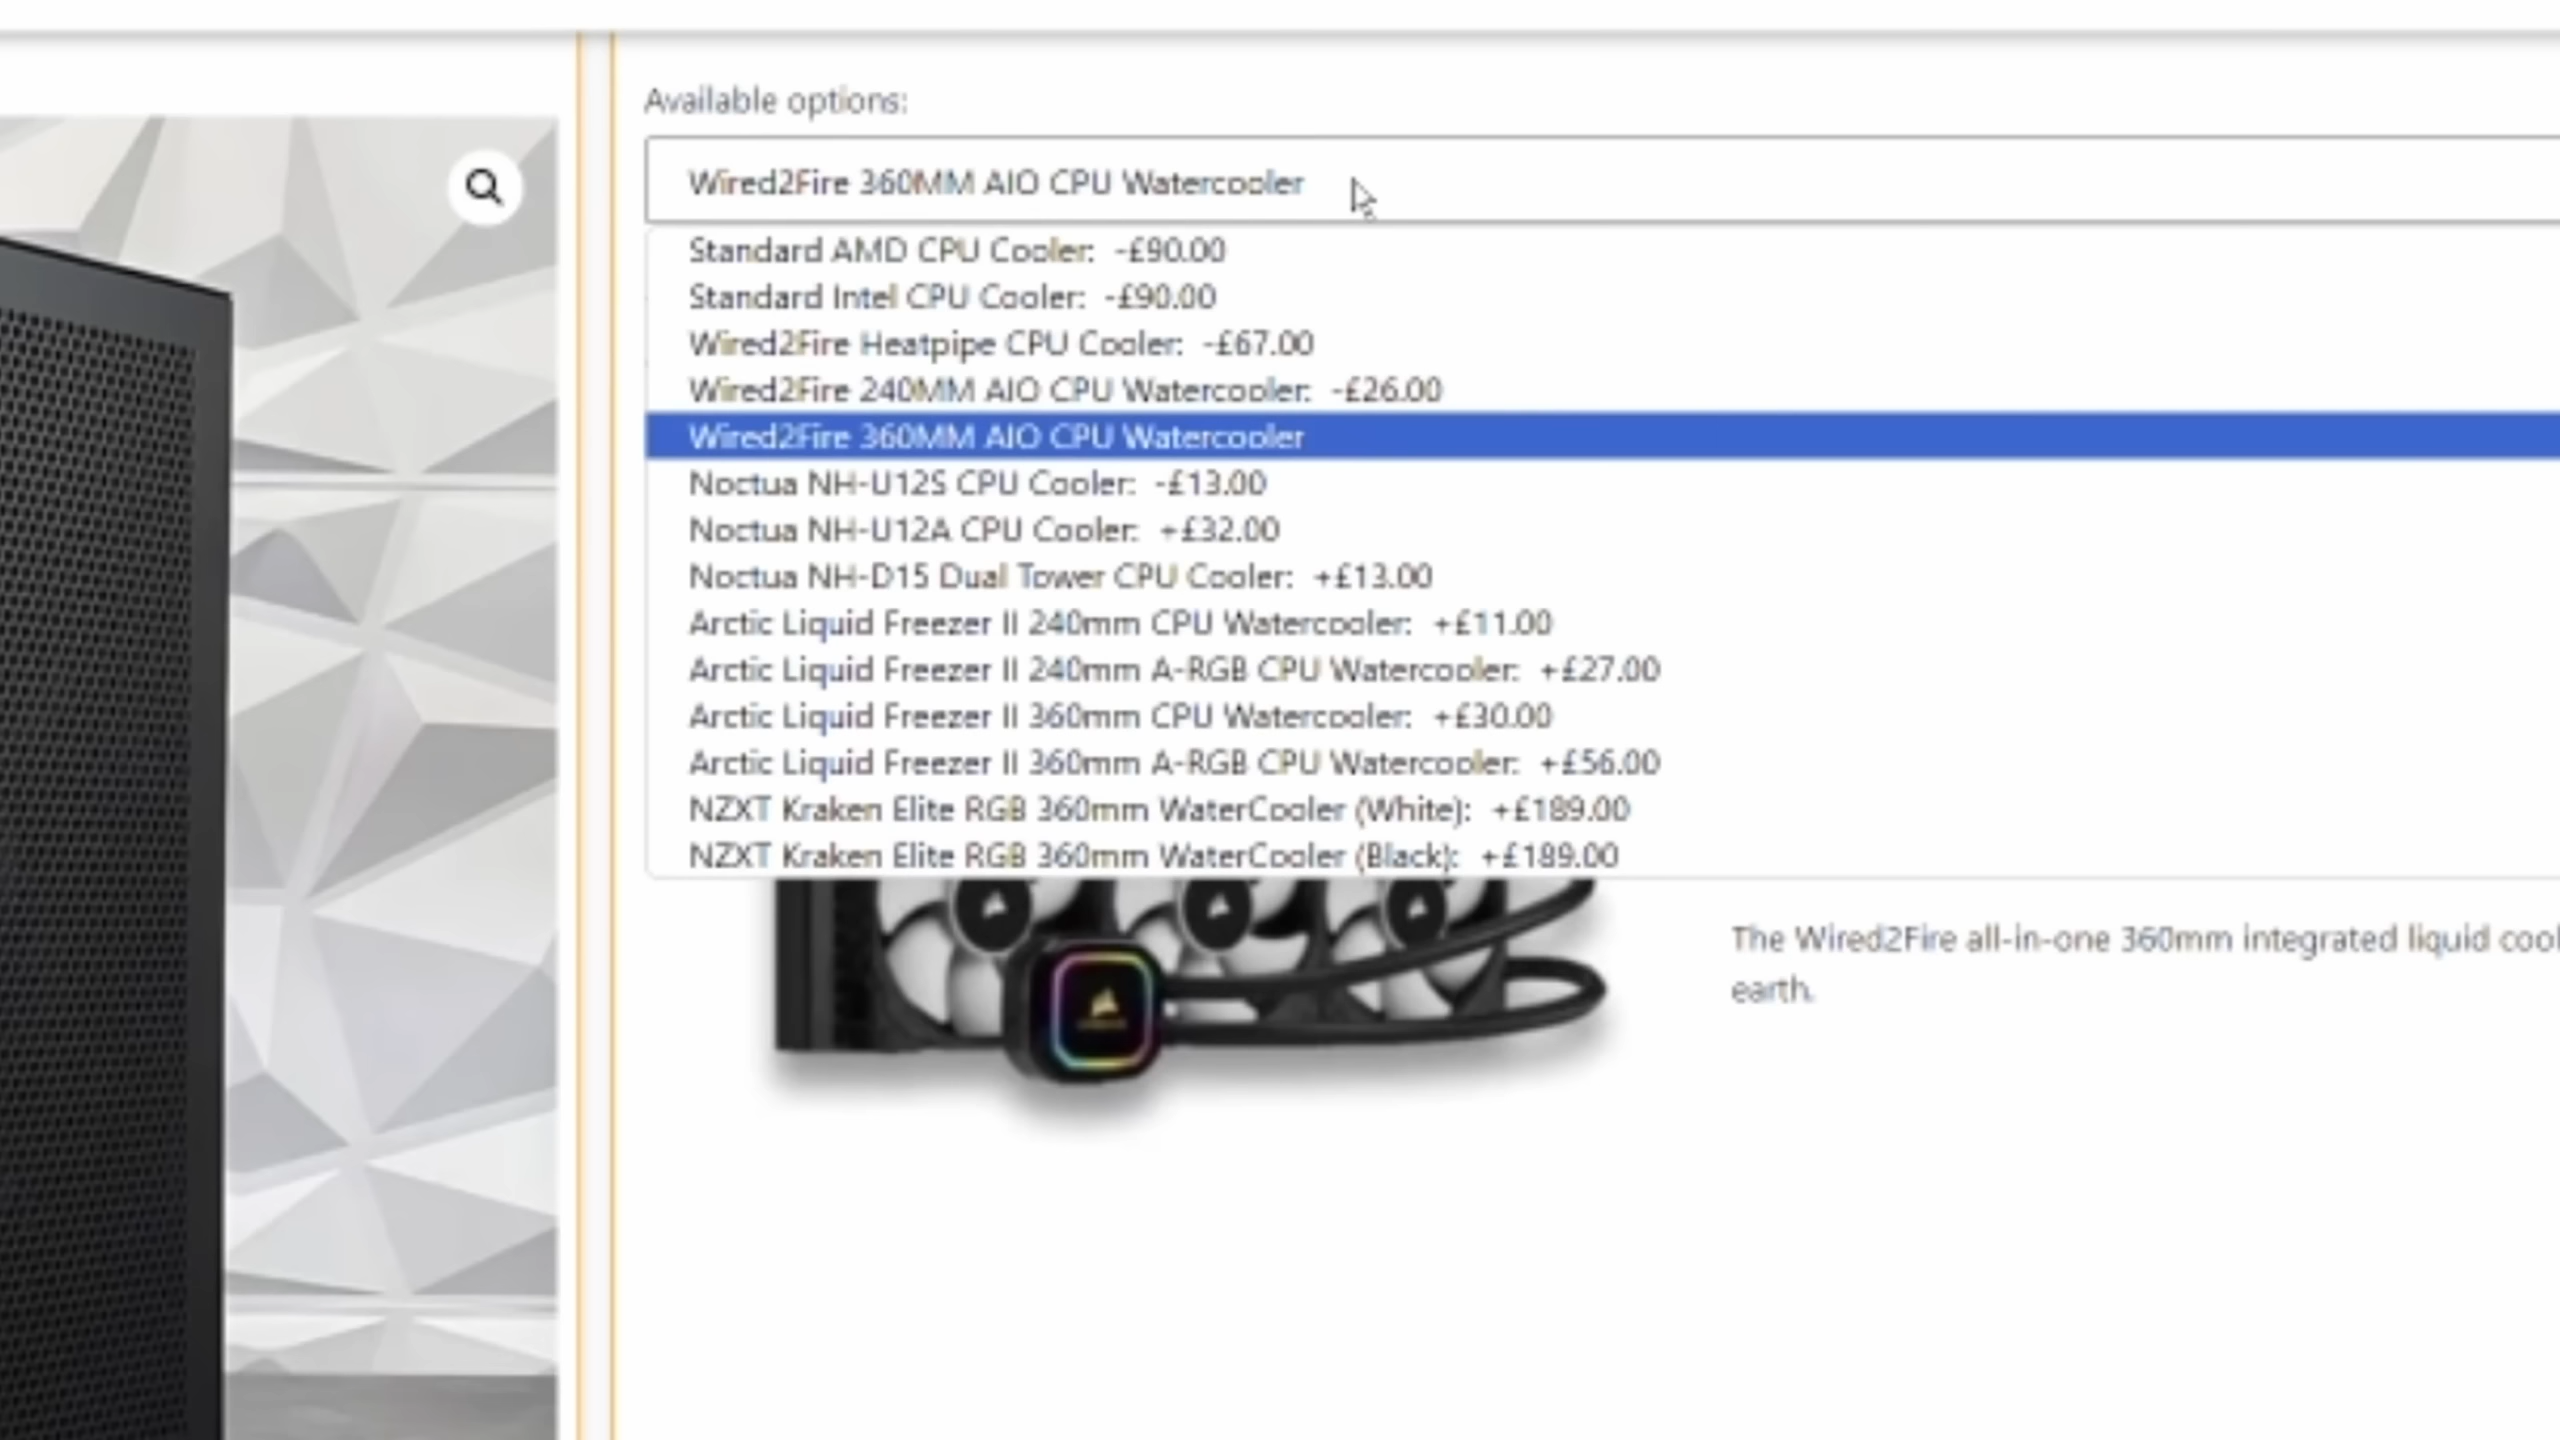 Available options:
Wired2Fire 360MM AIO CPU Watercooler
Standard AMD CPU Cooler: -£90.00
Standard Intel CPU Cooler: -£90.00
Wired2Fire Heatpipe CPU Cooler: -£67.00
Wired2Fire 240MM AIO CPU Watercooler: -£26.00
Wired2Fire 360MM AIO CPU Watercooler
Noctua NH-U12S CPU Cooler: -£13.00
Noctua NH-U12A CPU Cooler: +£32.00
Noctua NH-D15 Dual Tower CPU Cooler: +£13.00
Arctic Liquid Freezer II 240mm CPU Watercooler: +£11.00
Arctic Liquid Freezer II 240mm A-RGB CPU Watercooler: +£27.00
Arctic Liquid Freezer II 360mm CPU Watercooler: +£30.00
Arctic Liquid Freezer II 360mm A-RGB CPU Watercooler: +£56.00
NZXT Kraken Elite RGB 360mm WaterCooler (White): +£189.00
NZXT Kraken Elite RGB 360mm WaterCooler (Black): +£189.00
The Wired2Fire all-in-one 360mm integrated liquid cool
earth.